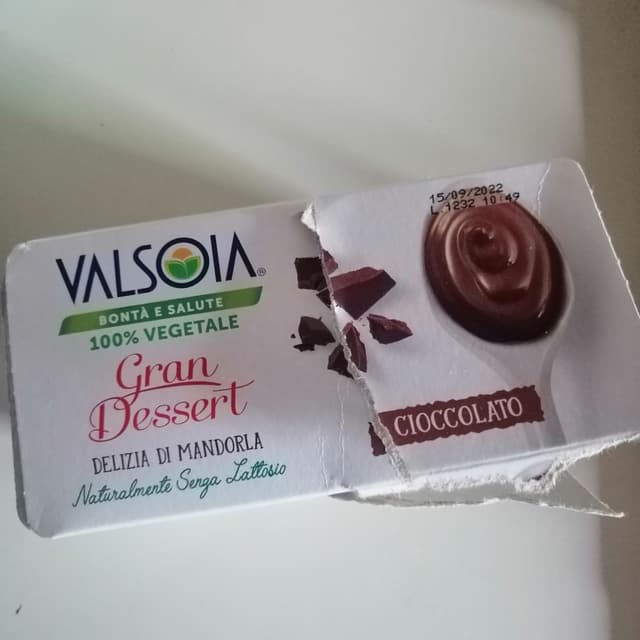 VALSOIA®
BONTÀ E SALUTE
100% VEGETALE
Gran
Dessert
DELIZIA DI MANDORLA
Naturalmente Senza Lattosio
15/09/2022
L 1232 10:49
CIOCCOLATO